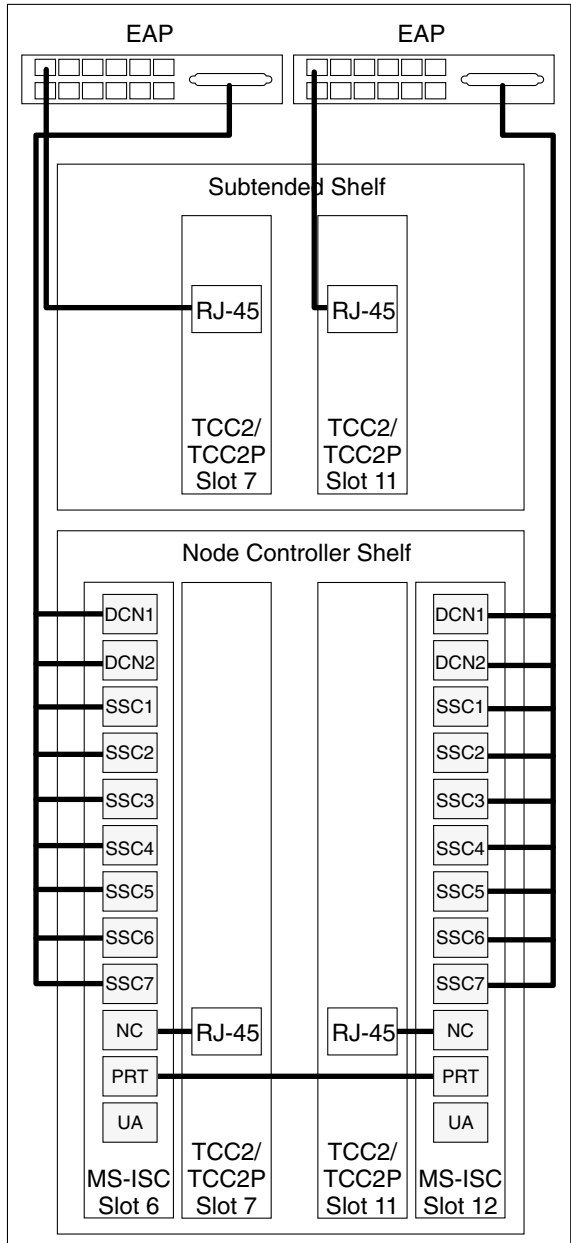 EAP
EAP
Subtended Shelf
RJ-45
RJ-45
TCC2/
TCC2P
Slot 7
TCC2/
TCC2P
Slot 11
Node Controller Shelf
DCN1
DCN2
SSC1
SSC2
SSC3
SSC4
SSC5
SSC6
SSC7
NC
PRT
UA
MS-ISC
Slot 6
RJ-45
TCC2/
TCC2P
Slot 7
RJ-45
TCC2/
TCC2P
Slot 11
DCN1
DCN2
SSC1
SSC2
SSC3
SSC4
SSC5
SSC6
SSC7
NC
PRT
UA
MS-ISC
Slot 12